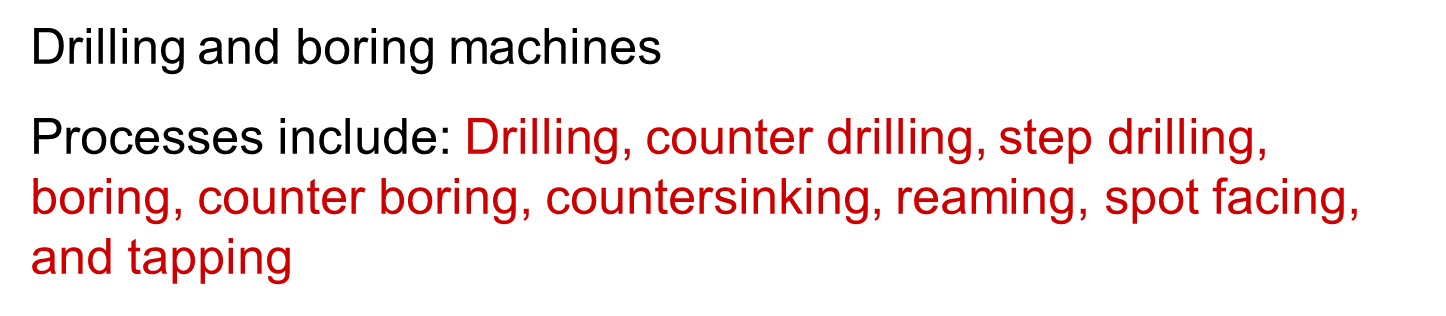 Drilling and boring machines
Processes include: Drilling, counter drilling, step drilling,
boring, counter boring, countersinking, reaming, spot facing,
and tapping